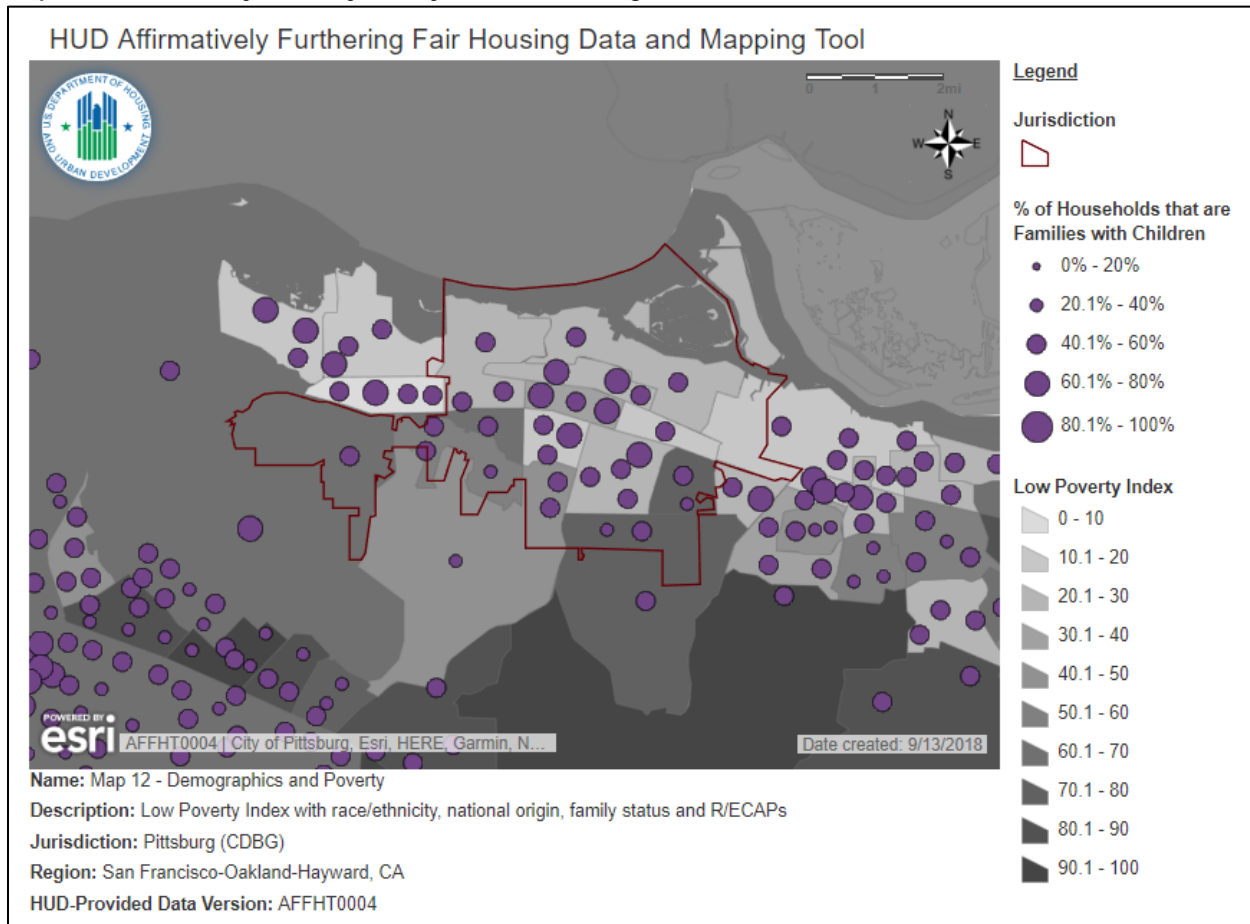 HUD Affirmatively Furthering Fair Housing Data and Mapping Tool
U.S. DEPARTMENT OF HOUSING
AND URBAN DEVELOPMENT
0 1 2mi
N
W E
S
Legend
Jurisdiction
% of Households that are
Families with Children
0% - 20%
20.1% - 40%
40.1% - 60%
60.1% - 80%
80.1% - 100%
Low Poverty Index
0 - 10
10.1 - 20
20.1 - 30
30.1 - 40
40.1 - 50
50.1 - 60
60.1 - 70
70.1 - 80
80.1 - 90
90.1 - 100
POWERED BY
esri
AFFHT0004 | City of Pittsburg, Esri, HERE, Garmin, N...
Date created: 9/13/2018
Name: Map 12 - Demographics and Poverty
Description: Low Poverty Index with race/ethnicity, national origin, family status and R/ECAPs
Jurisdiction: Pittsburg (CDBG)
Region: San Francisco-Oakland-Hayward, CA
HUD-Provided Data Version: AFFHT0004